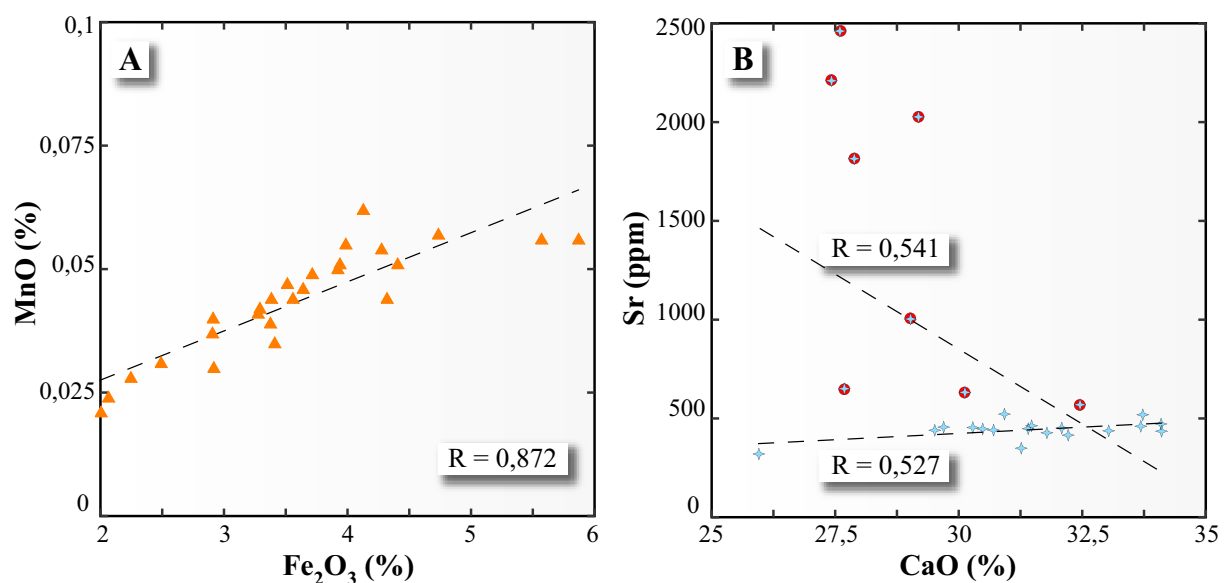 A
MnO (%)
0,1
0,075
0,05
0,025
0
R = 0,872
2 3 4 5 6
Fe₂O₃ (%)
B
Sr (ppm)
2500
2000
1500
1000
500
0
R = 0,541
R = 0,527
25 27,5 30 32,5 35
CaO (%)